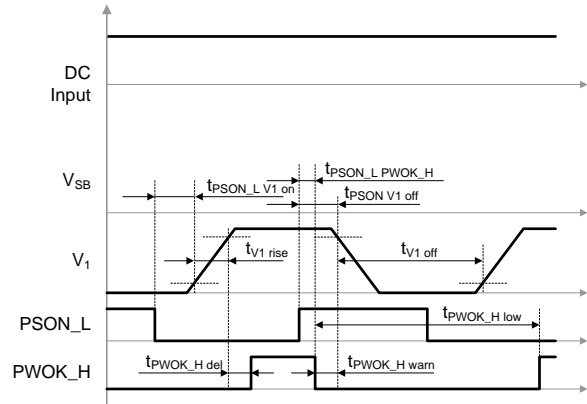 DC
Input
VSB
tPSON_L PWOK_H
tPSON_L V1 on
tPSON V1 off
V1
tV1 rise
tV1 off
PSON_L
tPWOK_H low
PWOK_H
tPWOK_H del
tPWOK_H warn